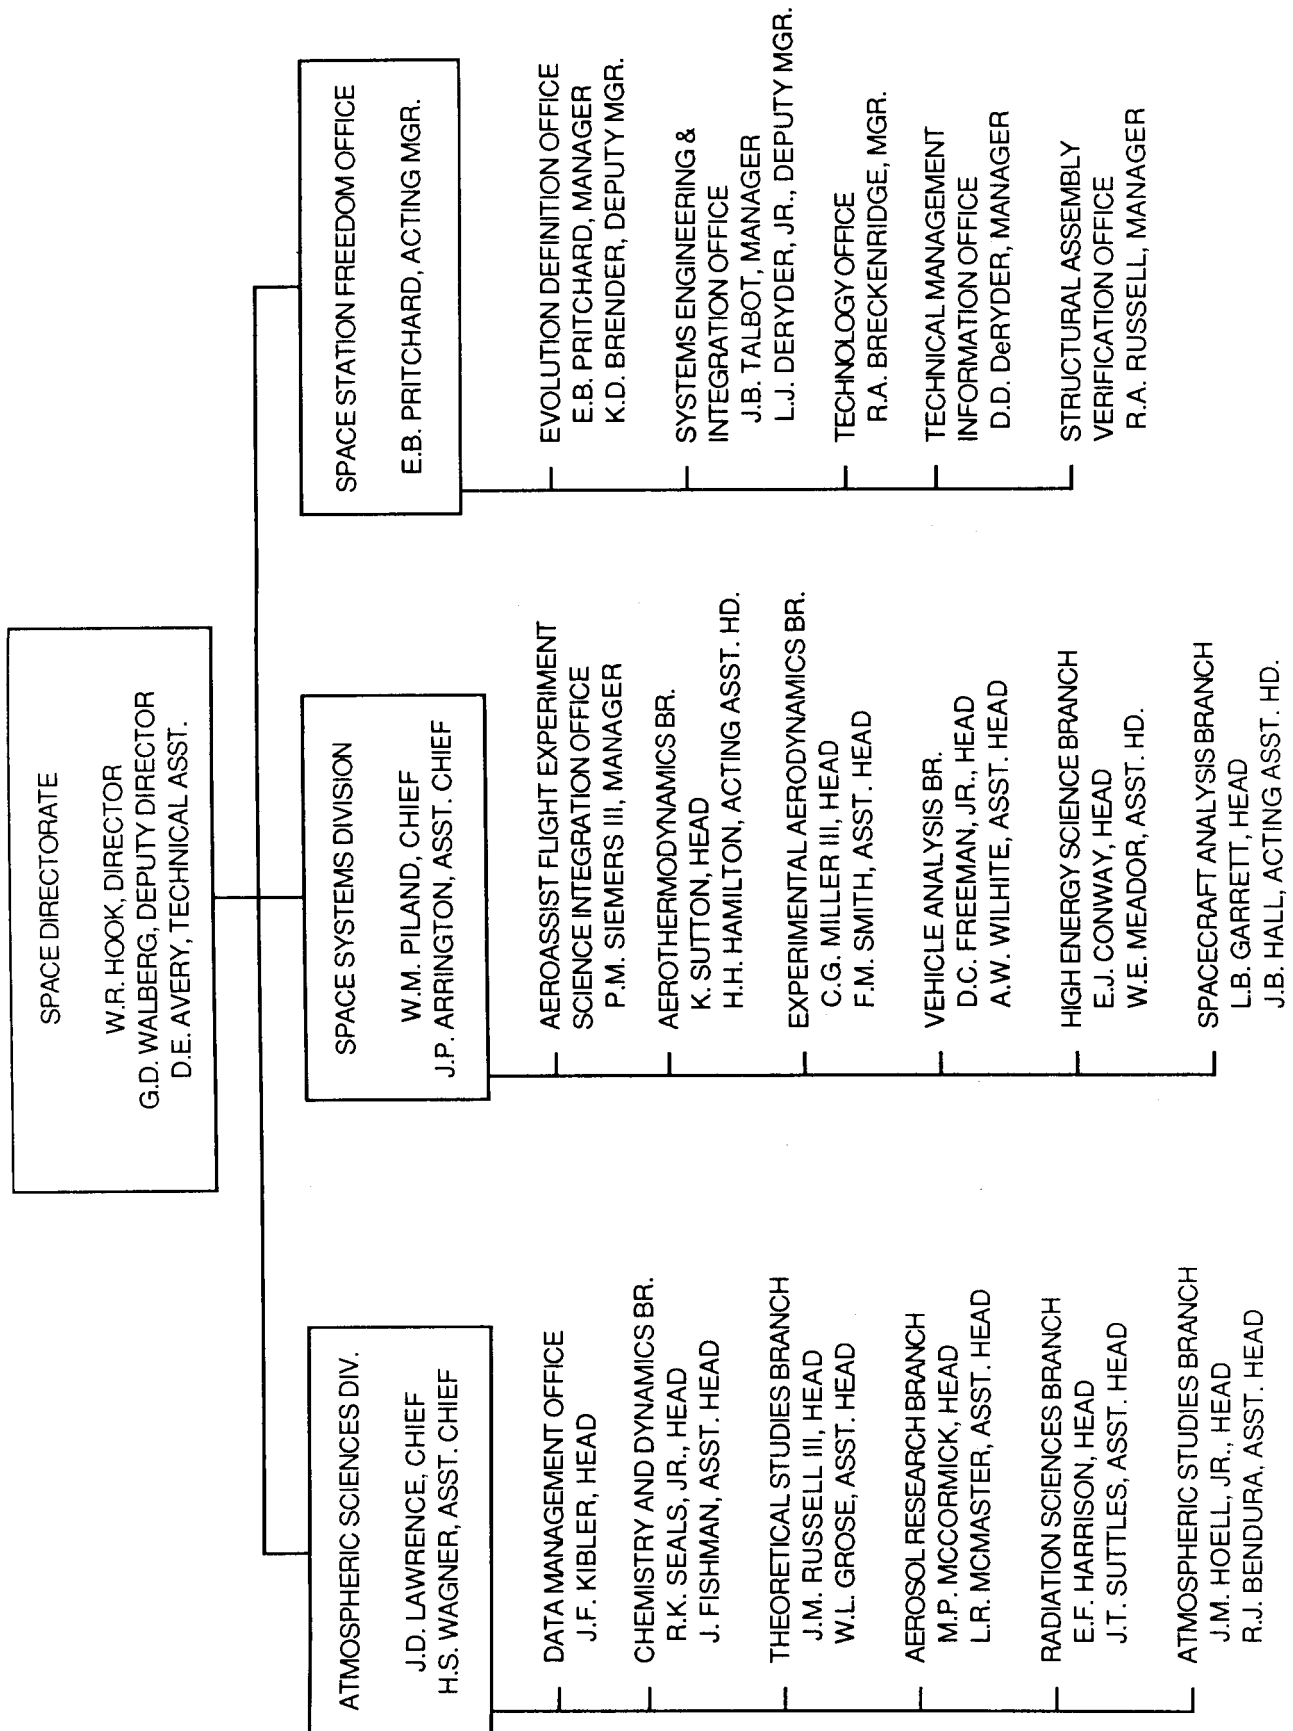 SPACE DIRECTORATE
W.R. HOOK, DIRECTOR
G.D. WALBERG, DEPUTY DIRECTOR
D.E. AVERY, TECHNICAL ASST.
ATMOSPHERIC SCIENCES DIV.
J.D. LAWRENCE, CHIEF
H.S. WAGNER, ASST. CHIEF
DATA MANAGEMENT OFFICE
J.F. KIBLER, HEAD
CHEMISTRY AND DYNAMICS BR.
R.K. SEALS, JR., HEAD
J. FISHMAN, ASST. HEAD
THEORETICAL STUDIES BRANCH
J.M. RUSSELL III, HEAD
W.L. GROSE, ASST. HEAD
AEROSOL RESEARCH BRANCH
M.P. MCCORMICK, HEAD
L.R. MCMASTER, ASST. HEAD
RADIATION SCIENCES BRANCH
E.F. HARRISON, HEAD
J.T. SUTTLES, ASST. HEAD
ATMOSPHERIC STUDIES BRANCH
J.M. HOELL, JR., HEAD
R.J. BENDURA, ASST. HEAD
SPACE SYSTEMS DIVISION
W.M. PILAND, CHIEF
J.P. ARRINGTON, ASST. CHIEF
AEROASSIST FLIGHT EXPERIMENT
SCIENCE INTEGRATION OFFICE
P.M. SIEMERS III, MANAGER
AEROTHERMODYNAMICS BR.
K. SUTTON, HEAD
H.H. HAMILTON, ACTING ASST. HD.
EXPERIMENTAL AERODYNAMICS BR.
C.G. MILLER III, HEAD
F.M. SMITH, ASST. HEAD
VEHICLE ANALYSIS BR.
D.C. FREEMAN, JR., HEAD
A.W. WILHITE, ASST. HEAD
HIGH ENERGY SCIENCE BRANCH
E.J. CONWAY, HEAD
W.E. MEADOR, ASST. HD.
SPACECRAFT ANALYSIS BRANCH
L.B. GARRETT, HEAD
J.B. HALL, ACTING ASST. HD.
SPACE STATION FREEDOM OFFICE
E.B. PRITCHARD, ACTING MGR.
EVOLUTION DEFINITION OFFICE
E.B. PRITCHARD, MANAGER
K.D. BRENDER, DEPUTY MGR.
SYSTEMS ENGINEERING &
INTEGRATION OFFICE
J.B. TALBOT, MANAGER
L.J. DERYDER, JR., DEPUTY MGR.
TECHNOLOGY OFFICE
R.A. BRECKENRIDGE, MGR.
TECHNICAL MANAGEMENT
INFORMATION OFFICE
D.D. DeRYDER, MANAGER
STRUCTURAL ASSEMBLY
VERIFICATION OFFICE
R.A. RUSSELL, MANAGER